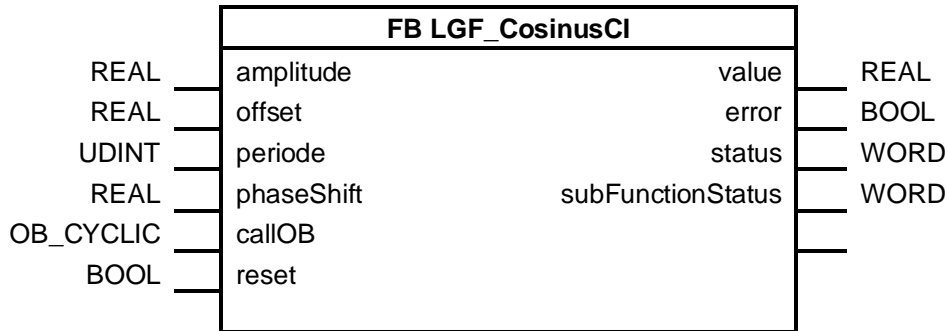 FB LGF_CosinusCI
REAL amplitude value REAL
REAL offset error BOOL
UDINT periode status WORD
REAL phaseShift subFunctionStatus WORD
OB_CYCLIC callOB
BOOL reset